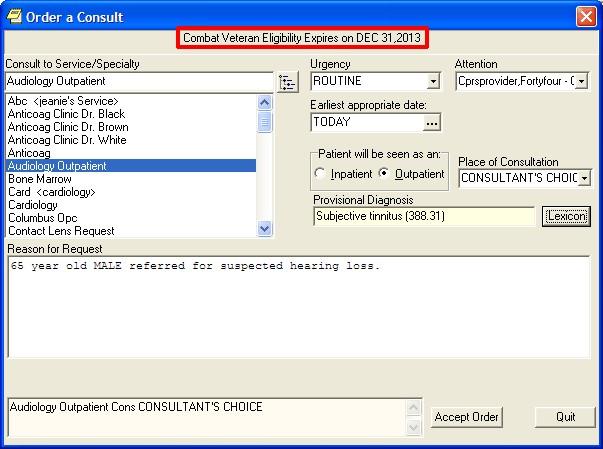 Order a Consult
Combat Veteran Eligibility Expires on DEC 31,2013
Consult to Service/Specialty
Audiology Outpatient
Abc <jeanie's Service>
Anticoag Clinic Dr. Black
Anticoag Clinic Dr. Brown
Anticoag Clinic Dr. White
Anticoag
Audiology Outpatient
Bone Marrow
Card <cardiology>
Cardiology
Columbus Opc
Contact Lens Request
Urgency
ROUTINE
Attention
Cprsprovider,Fortyfour -
Earliest appropriate date:
TODAY
...
Patient will be seen as an:
Inpatient
Outpatient
Place of Consultation
CONSULTANT'S CHOIC
Provisional Diagnosis
Subjective tinnitus (388.31)
Lexicon
Reason for Request
65 year old MALE referred for suspected hearing loss.
Audiology Outpatient Cons CONSULTANT'S CHOICE
Accept Order
Quit